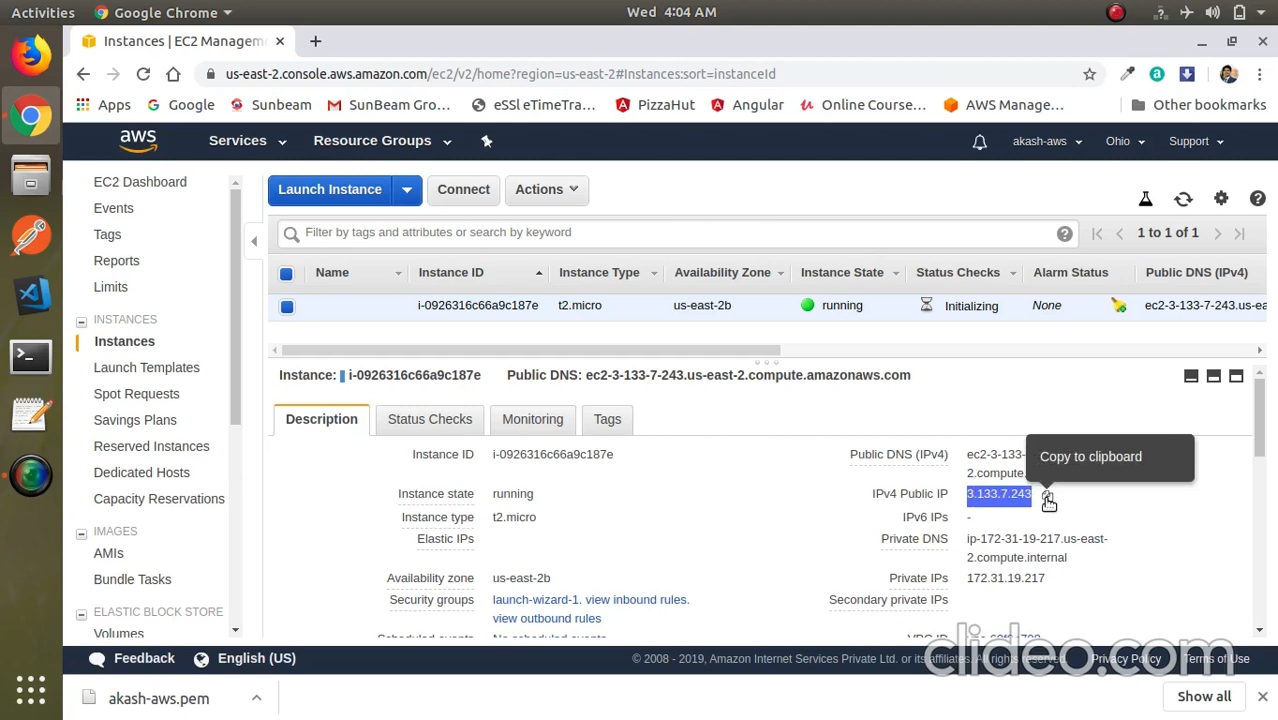 Activities
Google Chrome
Wed 4:04 AM
Instances | EC2 Managem
us-east-2.console.aws.amazon.com/ec2/v2/home?region=us-east-2#Instances:sort=instanceId
Apps
Google
Sunbeam
SunBeam Gro...
eSSl eTimeTra...
PizzaHut
Angular
Online Course...
AWS Manage...
Other bookmarks
aws
Services
Resource Groups
akash-aws
Ohio
Support
EC2 Dashboard
Events
Tags
Reports
Limits
INSTANCES
Instances
Launch Templates
Spot Requests
Savings Plans
Reserved Instances
Dedicated Hosts
Capacity Reservations
IMAGES
AMIs
Bundle Tasks
ELASTIC BLOCK STORE
Volumes
Launch Instance
Connect
Actions
Filter by tags and attributes or search by keyword
1 to 1 of 1
Name
Instance ID
Instance Type
Availability Zone
Instance State
Status Checks
Alarm Status
Public DNS (IPv4)
i-0926316c66a9c187e
t2.micro
us-east-2b
running
Initializing
None
ec2-3-133-7-243.us-ea
Instance: i-0926316c66a9c187e
Public DNS: ec2-3-133-7-243.us-east-2.compute.amazonaws.com
Description
Status Checks
Monitoring
Tags
Instance ID
i-0926316c66a9c187e
Instance state
running
Instance type
t2.micro
Elastic IPs
Availability zone
us-east-2b
Security groups
launch-wizard-1. view inbound rules.
view outbound rules
Scheduled events
No scheduled events
Public DNS (IPv4)
ec2-3-133-
2.compute.
Copy to clipboard
IPv4 Public IP
3.133.7.243
IPv6 IPs
-
Private DNS
ip-172-31-19-217.us-east-
2.compute.internal
Private IPs
172.31.19.217
Secondary private IPs
VPC ID
Feedback
English (US)
© 2008 - 2019, Amazon Internet Services Private Ltd. or its affiliates. All rights reserved.
Privacy Policy
Terms of Use
clideo.com
akash-aws.pem
Show all